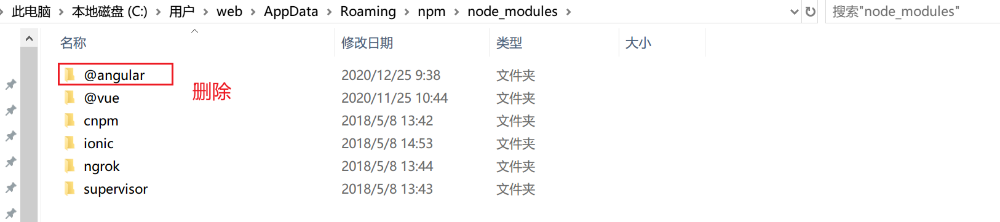 此电脑 > 本地磁盘 (C:) > 用户 > web > AppData > Roaming > npm > node_modules > 搜索"node_modules"
名称 修改日期 类型 大小
@angular 2020/12/25 9:38 文件夹
删除
@vue 2020/11/25 10:44 文件夹
cnpm 2018/5/8 13:42 文件夹
ionic 2018/5/8 14:53 文件夹
ngrok 2018/5/8 13:44 文件夹
supervisor 2018/5/8 13:43 文件夹